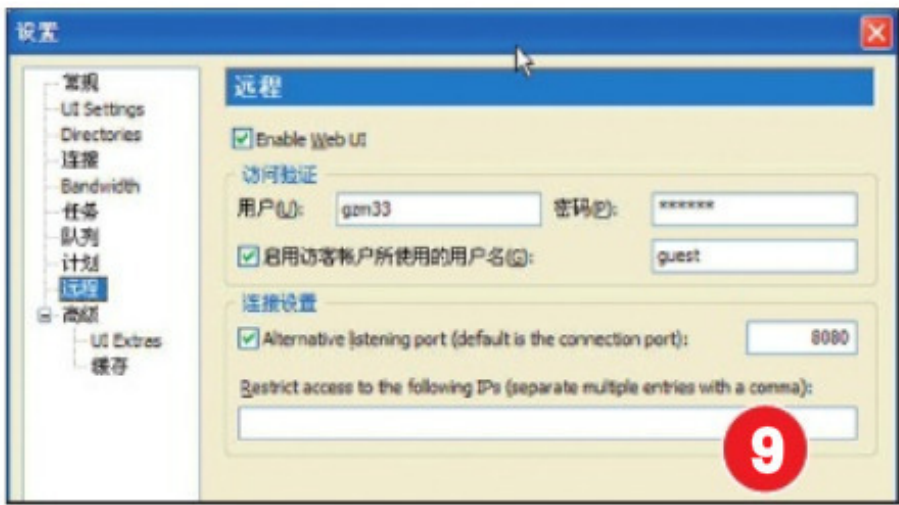 设置
常规
UI Settings
Directories
连接
Bandwidth
任务
队列
计划
远程
高级
UI Extras
缓存
远程
Enable Web UI
访问验证
用户(U): gzm33 密码(P): ******
启用访客帐户所使用的用户名(G): guest
连接设置
Alternative listening port (default is the connection port): 8080
Restrict access to the following IPs (separate multiple entries with a comma):
9